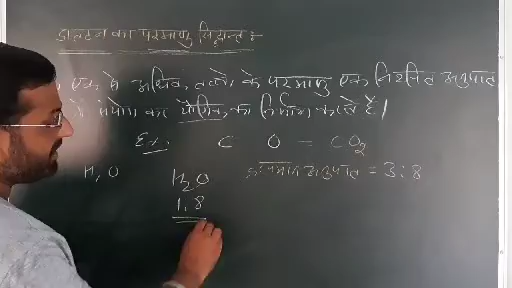 डाल्टन का परमाणु सिद्धान्त :-
एक से अधिक तत्वों के परमाणु एक निश्चित अनुपात
में संयोग कर यौगिक का निर्माण करते हैं।
Ex:- C O = CO₂
H, O H₂O द्रव्यमान अनुपात = 3 : 8
1, 8